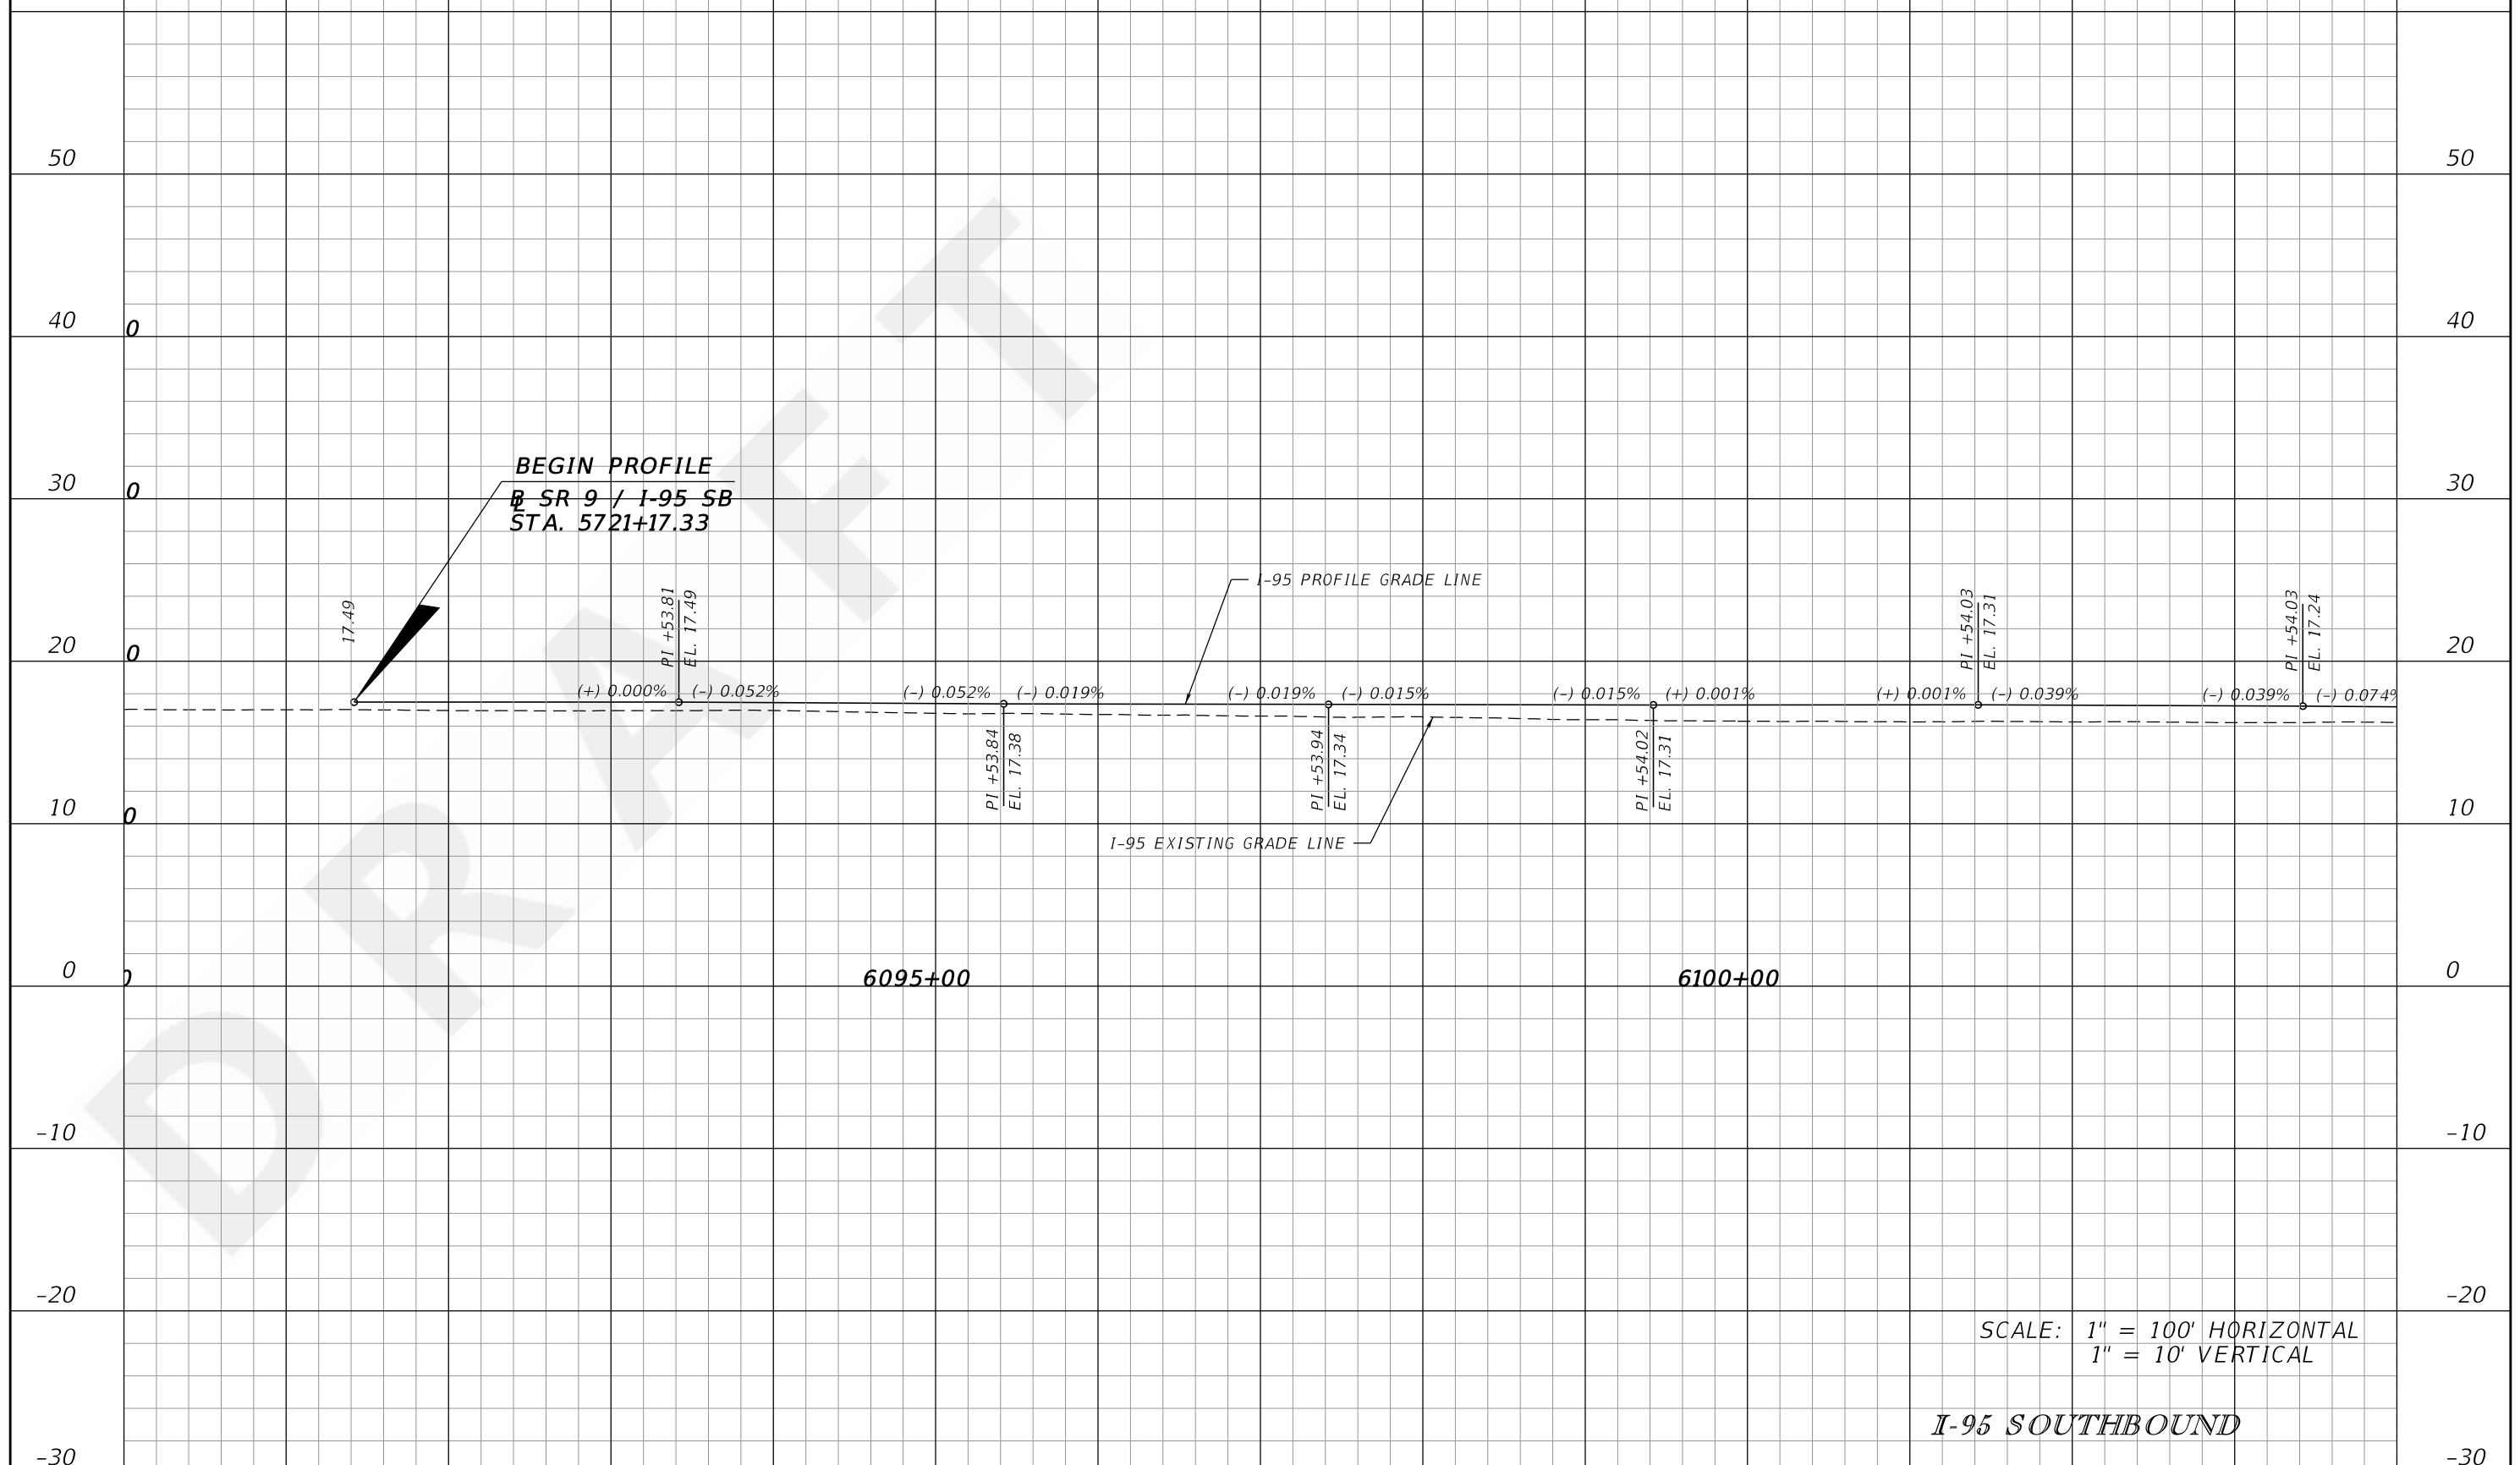 50 50
40 0 40
BEGIN PROFILE
BL SR 9 / I-95 SB
STA. 5721+17.33
30 0 30
I-95 PROFILE GRADE LINE
17.49
PI +53.81
EL. 17.49
PI +54.03
EL. 17.31
PI +54.03
EL. 17.24
20 0 20
(+) 0.000% (-) 0.052% (-) 0.052% (-) 0.019% (-) 0.019% (-) 0.015% (-) 0.015% (+) 0.001% (+) 0.001% (-) 0.039% (-) 0.039% (-) 0.074%
PI +53.84
EL. 17.38
PI +53.94
EL. 17.34
PI +54.02
EL. 17.31
10 0 10
I-95 EXISTING GRADE LINE
0 0 6095+00 6100+00 0
-10 -10
-20 -20
SCALE: 1" = 100' HORIZONTAL
1" = 10' VERTICAL
I-95 SOUTHBOUND
-30 -30
DRAFT